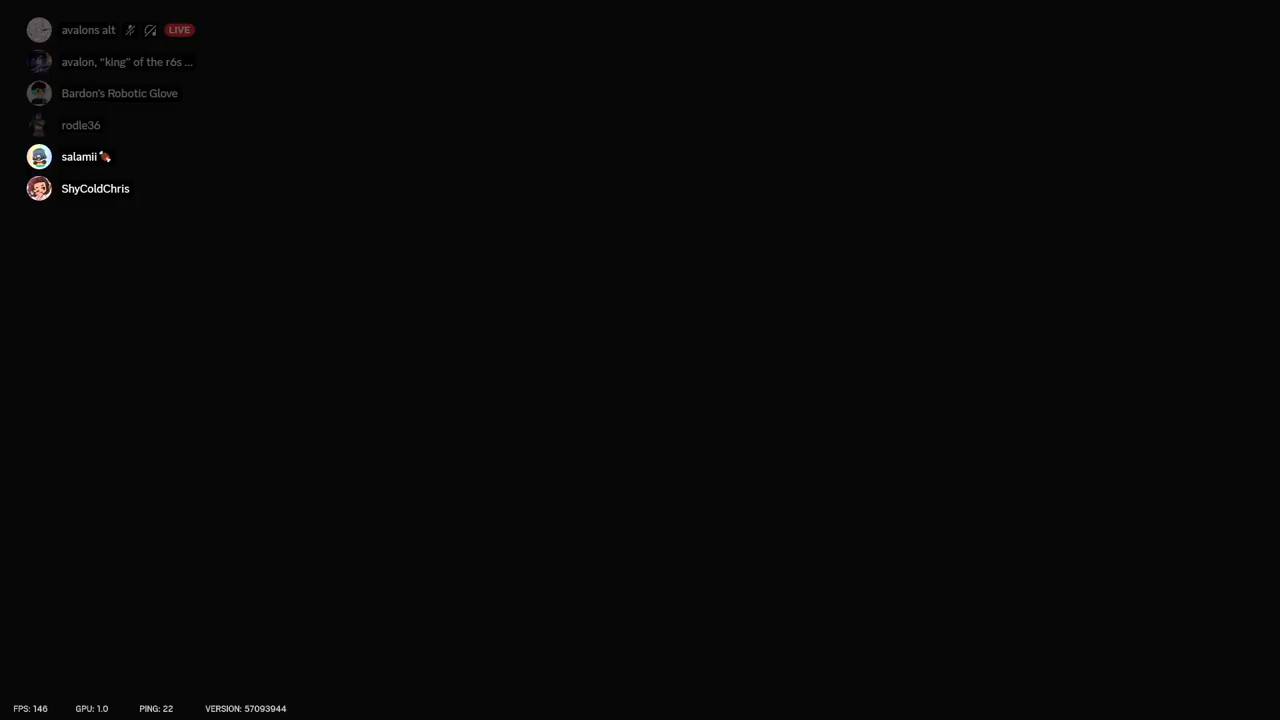 avalons alt LIVE
avalon, “king” of the r6s ...
Bardon's Robotic Glove
rodle36
salamii
ShyColdChris
FPS: 146 GPU: 1.0 PING: 22 VERSION: 57093944